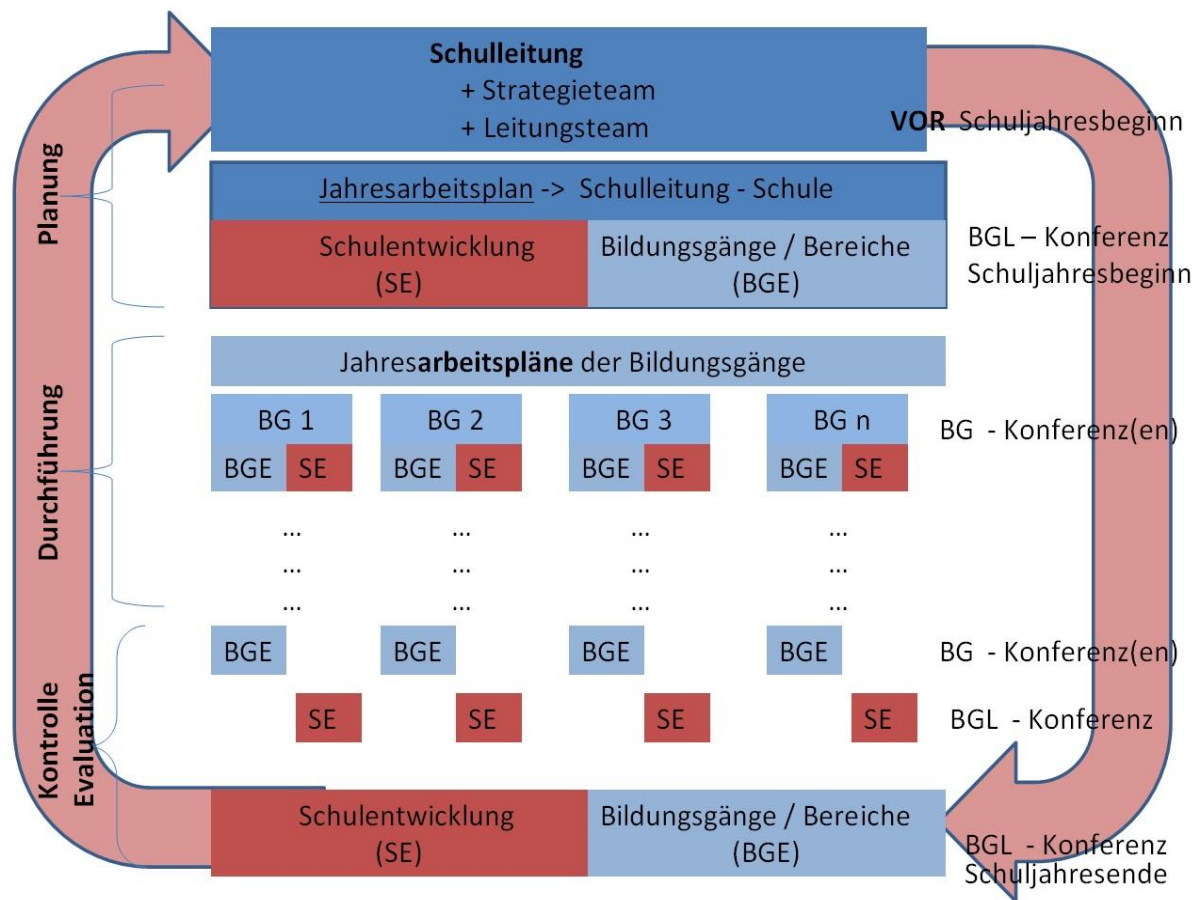 Schulleitung
+ Strategieteam
+ Leitungsteam
VOR Schuljahresbeginn
Planung
Jahresarbeitsplan -> Schulleitung - Schule
Schulentwicklung
(SE)
Bildungsgänge / Bereiche
(BGE)
BGL – Konferenz
Schuljahresbeginn
Durchführung
Jahresarbeitspläne der Bildungsgänge
BG 1 BG 2 BG 3 BG n
BG - Konferenz(en)
BGE SE BGE SE BGE SE BGE SE
... ... ... ...
... ... ... ...
... ... ... ...
Kontrolle
Evaluation
BGE BGE BGE BGE
BG - Konferenz(en)
SE SE SE SE
BGL - Konferenz
Schulentwicklung
(SE)
Bildungsgänge / Bereiche
(BGE)
BGL - Konferenz
Schuljahresende